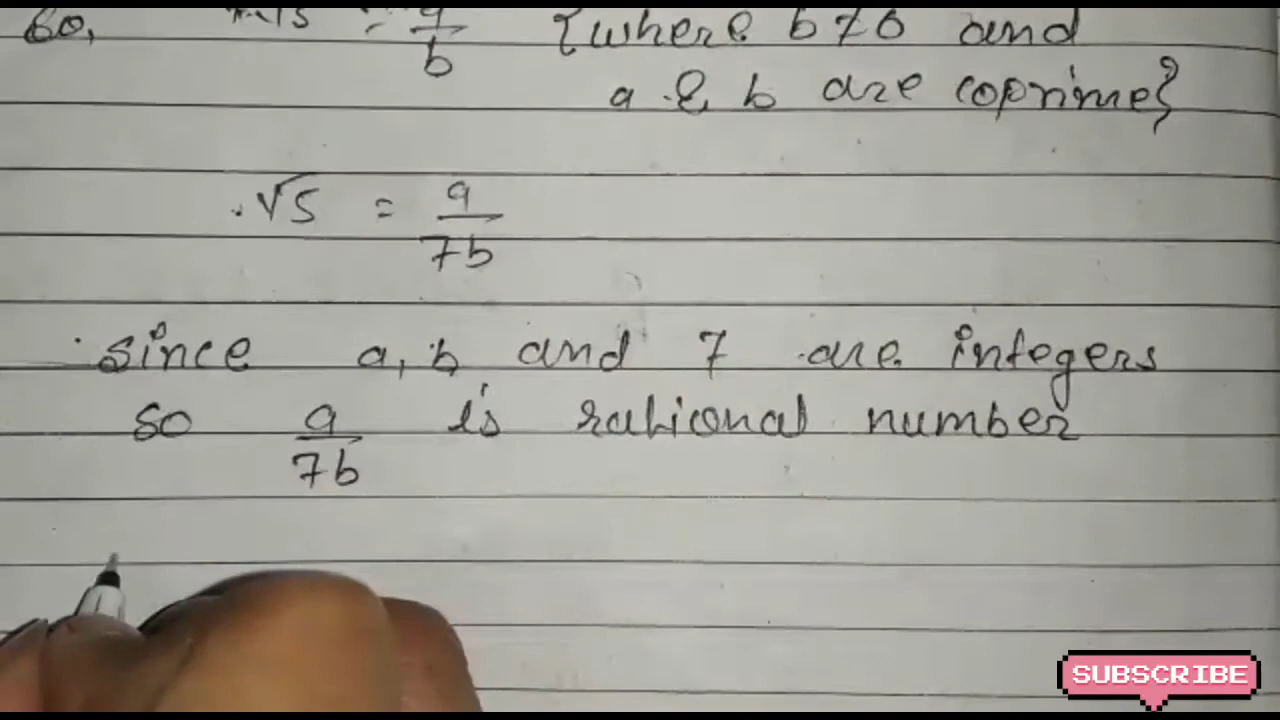 so, = a/b {where b≠0 and
a & b are coprime}
√5 = a/7b
since a, b and 7 are integers
so a/7b is rational number
SUBSCRIBE